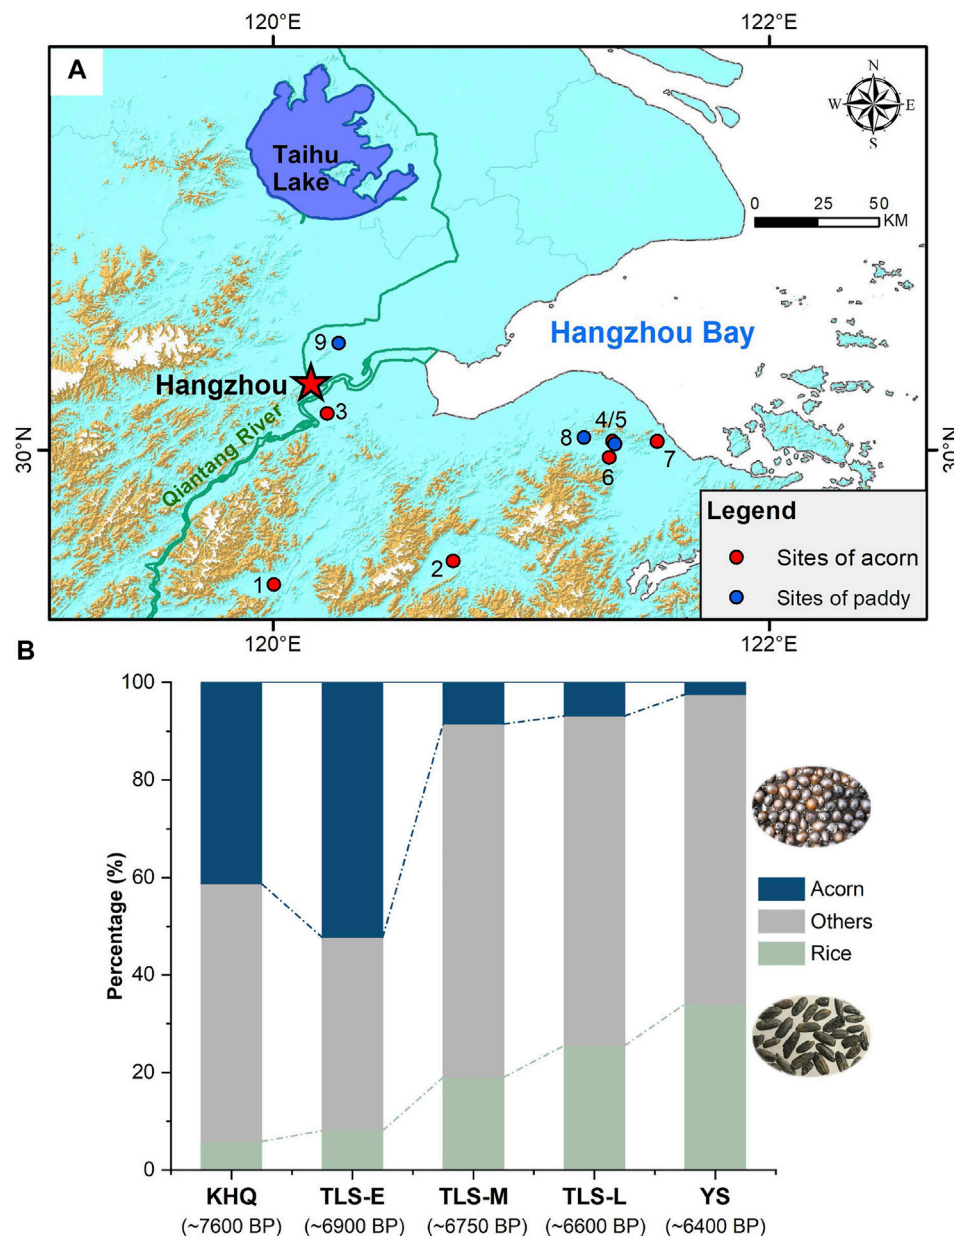 120°E 122°E
A
N
W E
S
Taihu
Lake
0 25 50
KM
Hangzhou Bay
9
Hangzhou
3
4/5
8
7
6
30°N 30°N
Qiantang River
Legend
2
Sites of acorn
1
Sites of paddy
120°E 122°E
B
100
80
60
40
20
0
Percentage (%)
Acorn
Others
Rice
KHQ TLS-E TLS-M TLS-L YS
(~7600 BP) (~6900 BP) (~6750 BP) (~6600 BP) (~6400 BP)